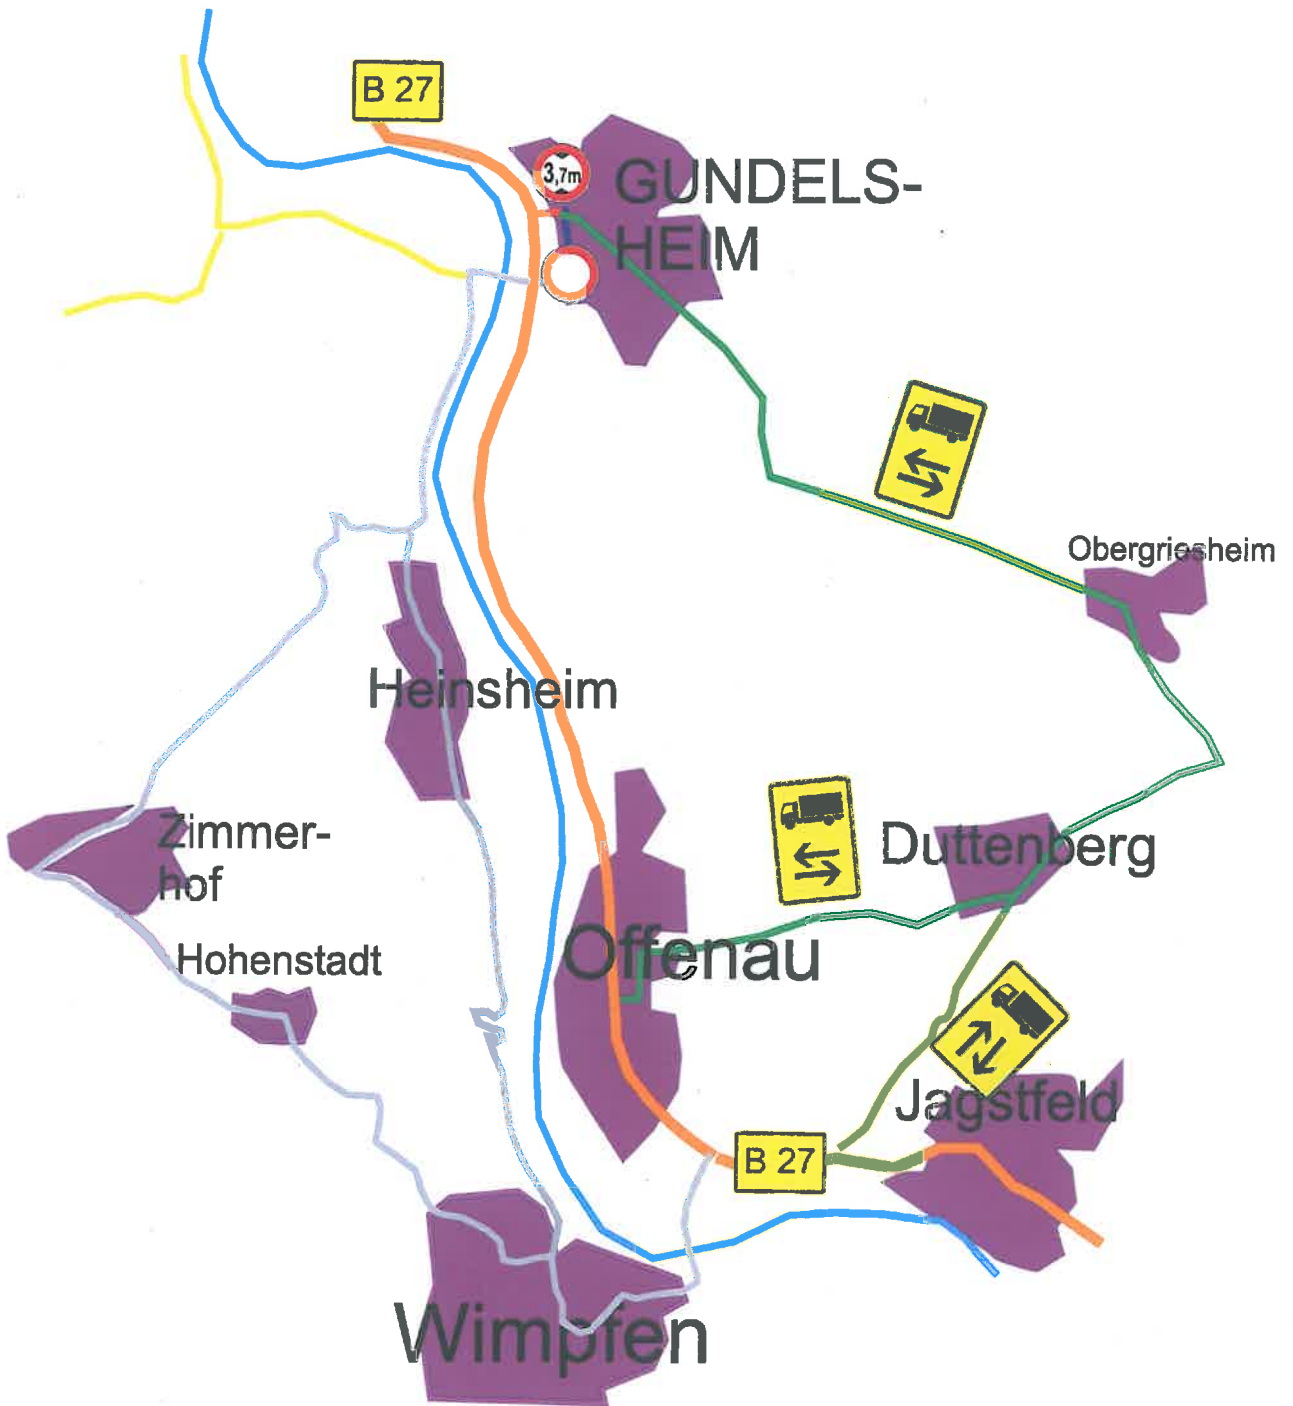 B 27
3,7m
GUNDELS-
HEIM
Obergriesheim
Heinsheim
Zimmer-
hof
Duttenberg
Offenau
Hohenstadt
Jagstfeld
B 27
Wimpfen